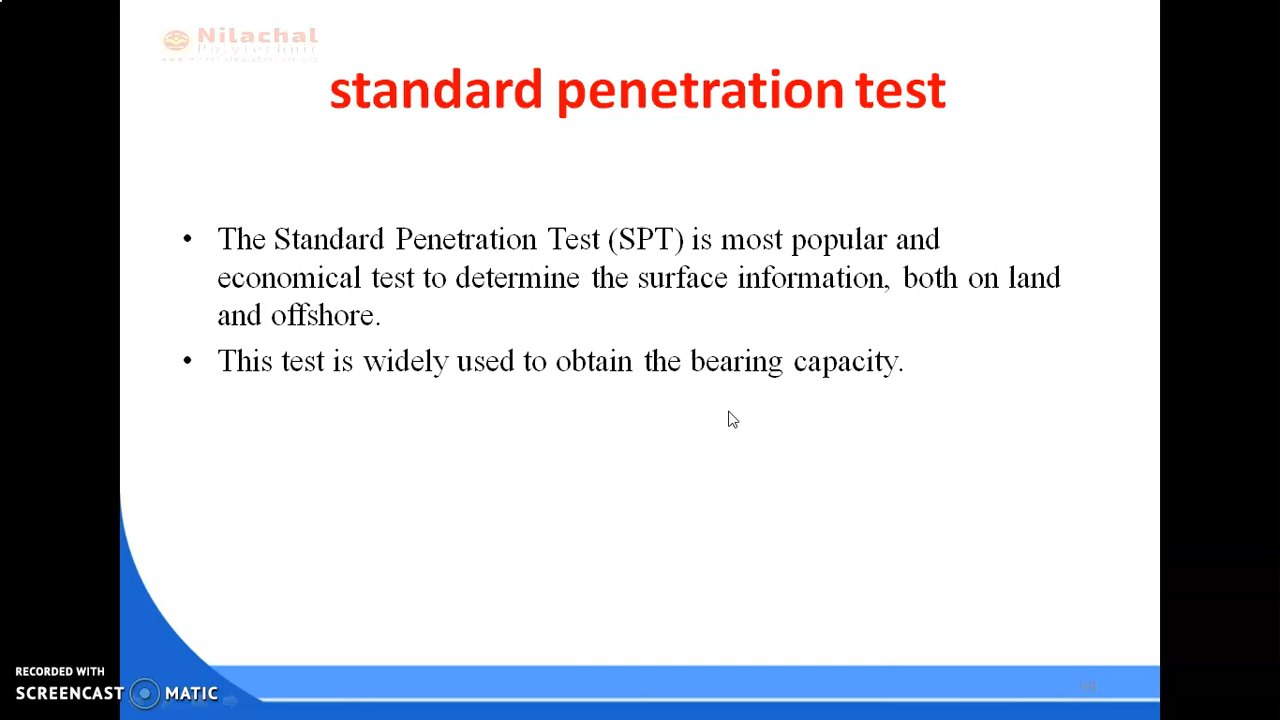 Nilachal
Polytechnic
standard penetration test
• The Standard Penetration Test (SPT) is most popular and
economical test to determine the surface information, both on land
and offshore.
• This test is widely used to obtain the bearing capacity.
RECORDED WITH
SCREENCAST MATIC